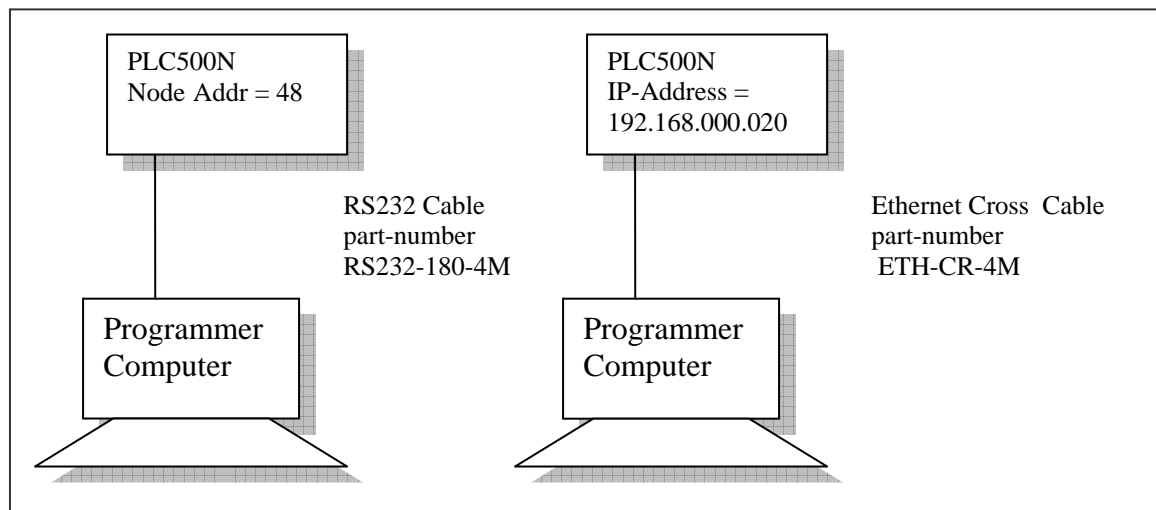 PLC500N
Node Addr = 48
RS232 Cable
part-number
RS232-180-4M
Programmer
Computer
PLC500N
IP-Address =
192.168.000.020
Ethernet Cross Cable
part-number
ETH-CR-4M
Programmer
Computer